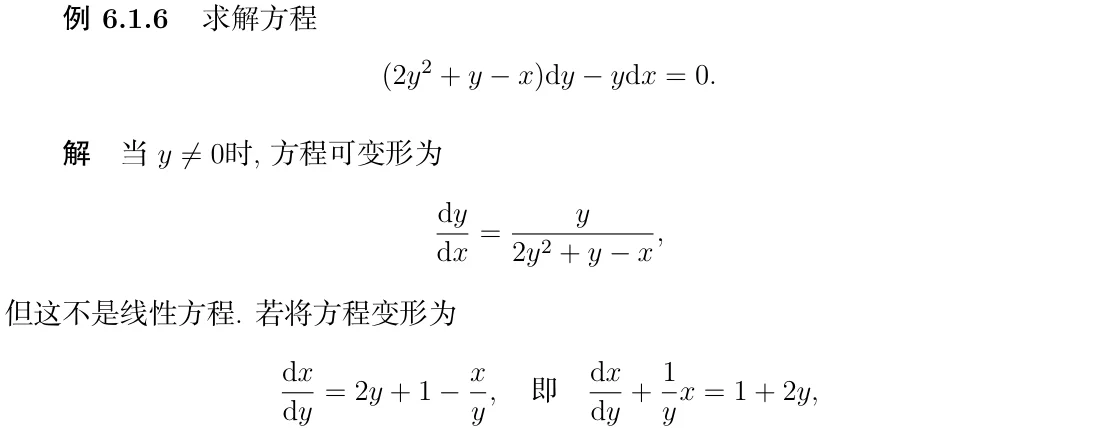 例 6.1.6 求解方程
(2y² + y − x)dy − ydx = 0.
解 当 y ≠ 0时, 方程可变形为
dy/dx = y/(2y² + y − x),
但这不是线性方程. 若将方程变形为
dx/dy = 2y + 1 − x/y, 即 dx/dy + (1/y)x = 1 + 2y,